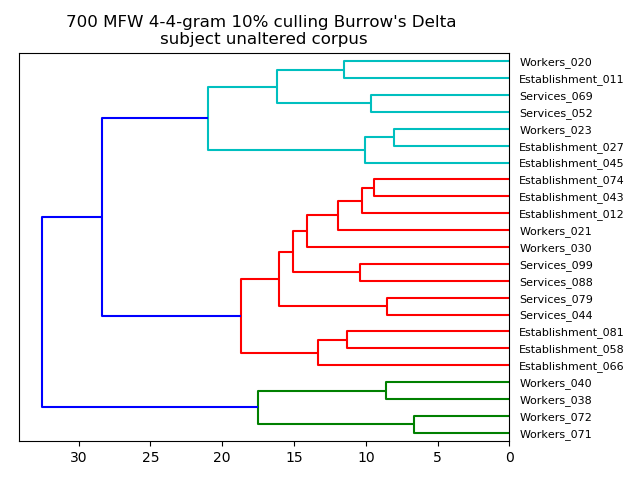 700 MFW 4-4-gram 10% culling Burrow's Delta
subject unaltered corpus
Workers_020
Establishment_011
Services_069
Services_052
Workers_023
Establishment_027
Establishment_045
Establishment_074
Establishment_043
Establishment_012
Workers_021
Workers_030
Services_099
Services_088
Services_079
Services_044
Establishment_081
Establishment_058
Establishment_066
Workers_040
Workers_038
Workers_072
Workers_071
30 25 20 15 10 5 0